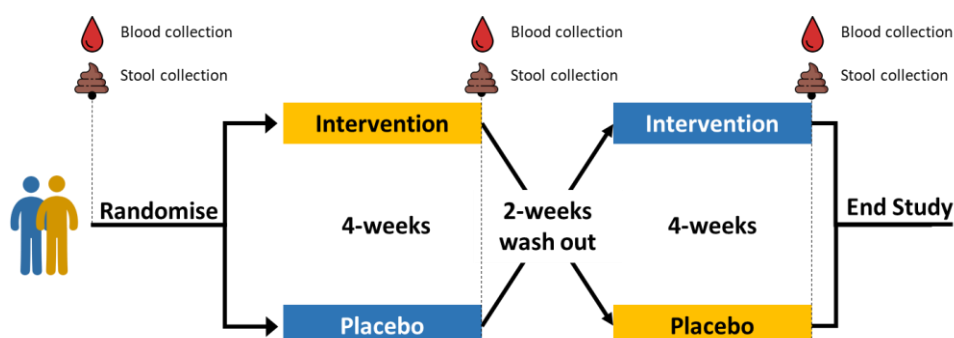 Blood collection
Stool collection
Blood collection
Stool collection
Blood collection
Stool collection
Intervention
Intervention
Randomise
4-weeks
2-weeks
wash out
4-weeks
End Study
Placebo
Placebo